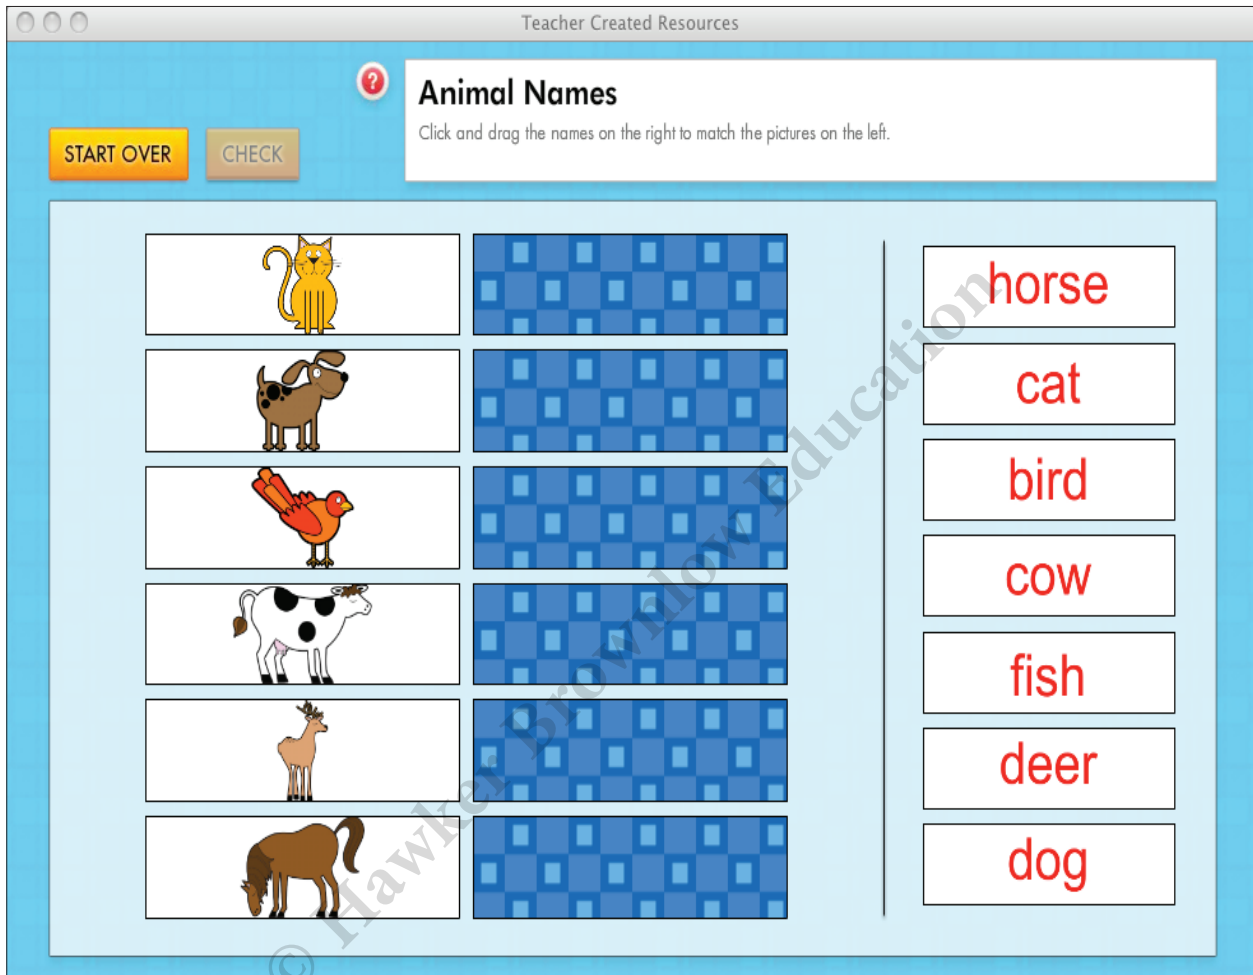 Teacher Created Resources
?
Animal Names
Click and drag the names on the right to match the pictures on the left.
START OVER
CHECK
horse
cat
bird
cow
fish
deer
dog
© Hawker Brownlow Education